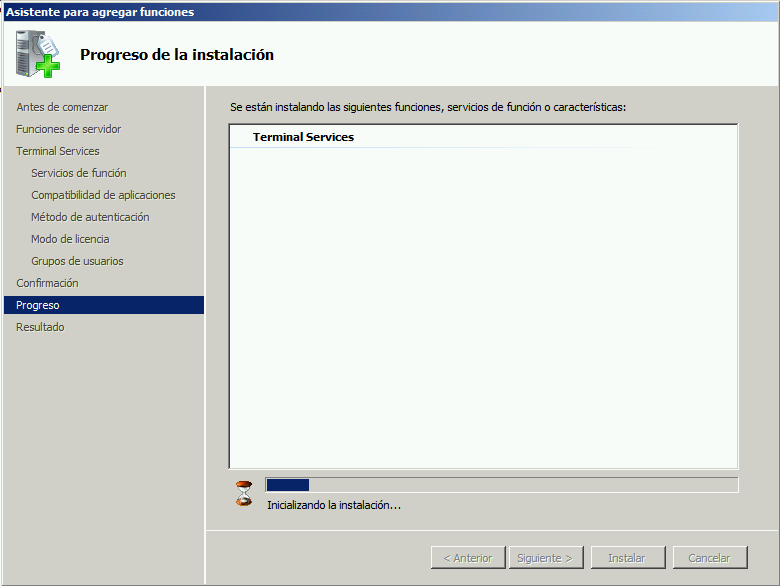 Asistente para agregar funciones
Progreso de la instalación
Antes de comenzar
Funciones de servidor
Terminal Services
Servicios de función
Compatibilidad de aplicaciones
Método de autenticación
Modo de licencia
Grupos de usuarios
Confirmación
Progreso
Resultado
Se están instalando las siguientes funciones, servicios de función o características:
Terminal Services
Inicializando la instalación...
< Anterior
Siguiente >
Instalar
Cancelar